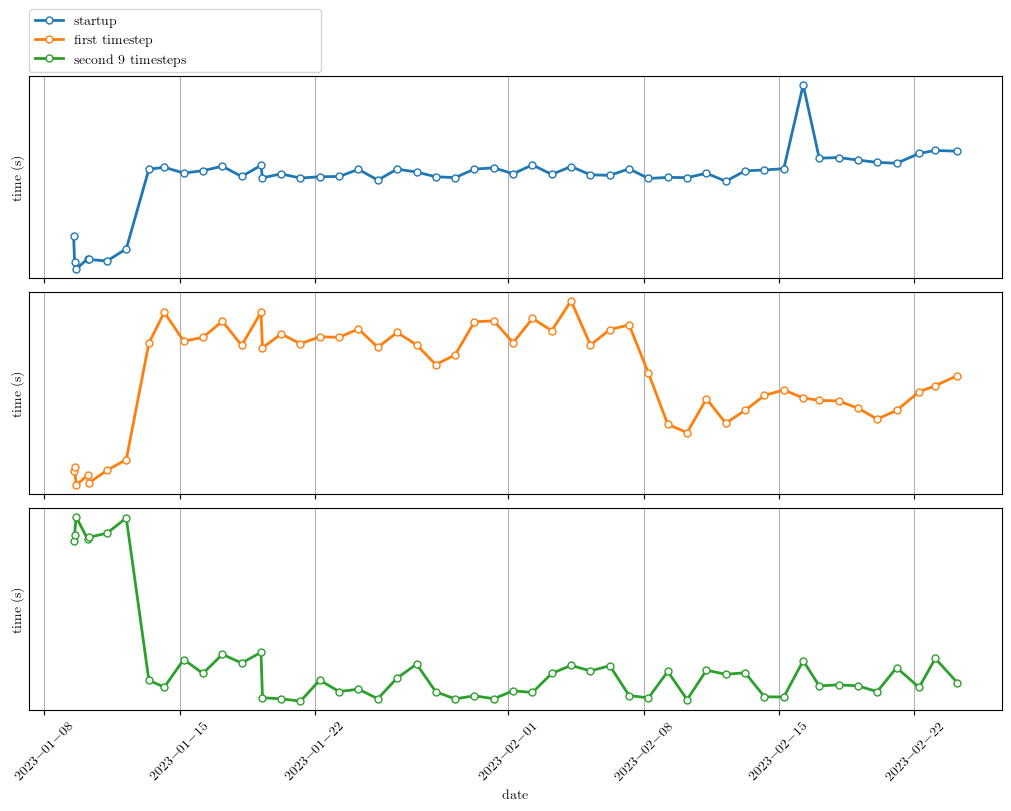 startup
first timestep
second 9 timesteps
time (s)
time (s)
time (s)
2023−01−08
2023−01−15
2023−01−22
2023−02−01
2023−02−08
2023−02−15
2023−02−22
date